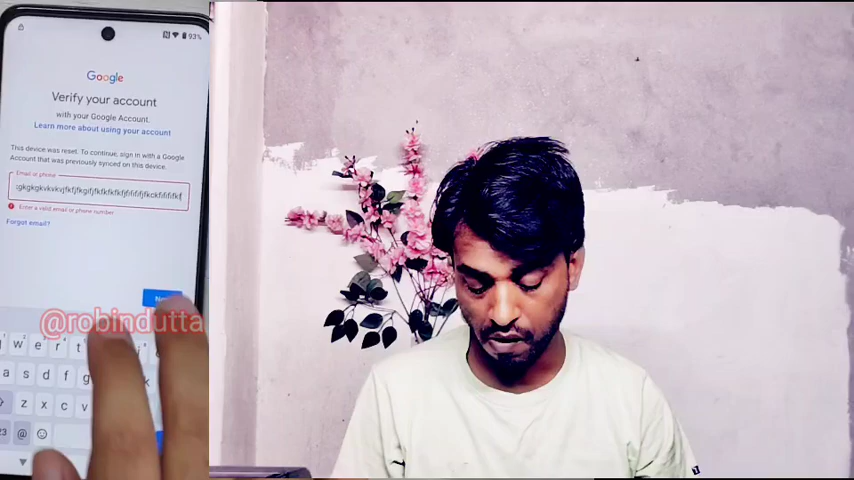 93%
Google
Verify your account
with your Google Account.
Learn more about using your account
This device was reset. To continue, sign in with a Google
Account that was previously synced on this device.
Email or phone
Enter a valid email or phone number
Forgot email?
@robindutta
w e r t
a s d f g
k
z x c v
@